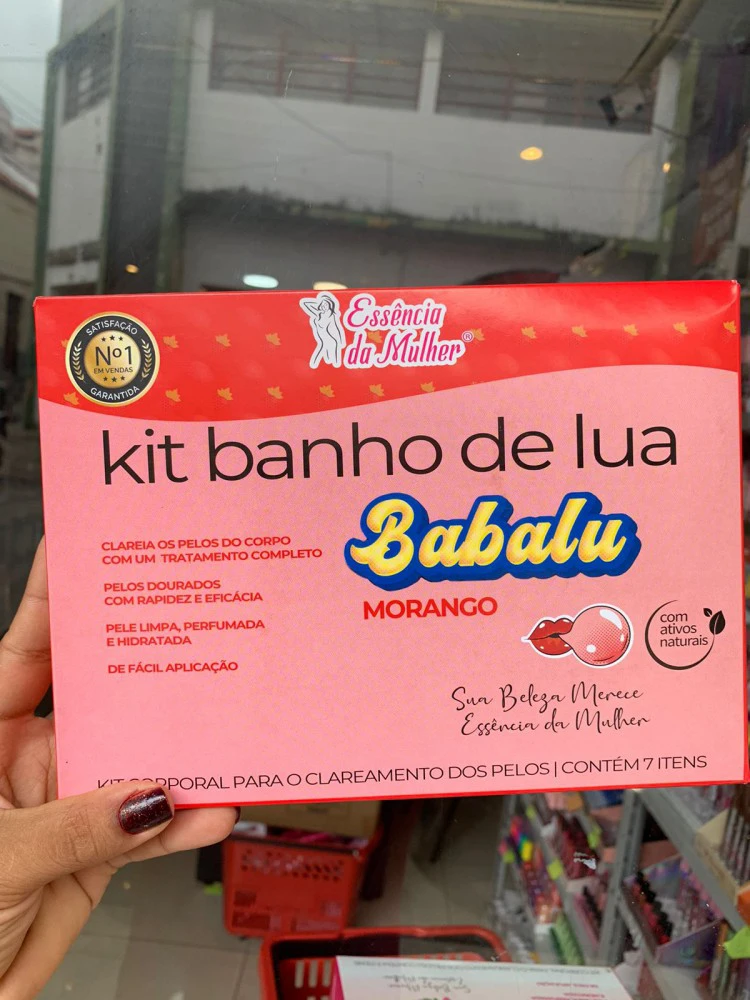 SATISFAÇÃO
Nº1
EM VENDAS
GARANTIDA
Essência
da Mulher®
kit banho de lua
Babalu
MORANGO
CLAREIA OS PELOS DO CORPO
COM UM TRATAMENTO COMPLETO
PELOS DOURADOS
COM RAPIDEZ E EFICÁCIA
PELE LIMPA, PERFUMADA
E HIDRATADA
DE FÁCIL APLICAÇÃO
com
ativos
naturais
Sua Beleza Merece
Essência da Mulher
KIT CORPORAL PARA O CLAREAMENTO DOS PELOS | CONTÉM 7 ITENS